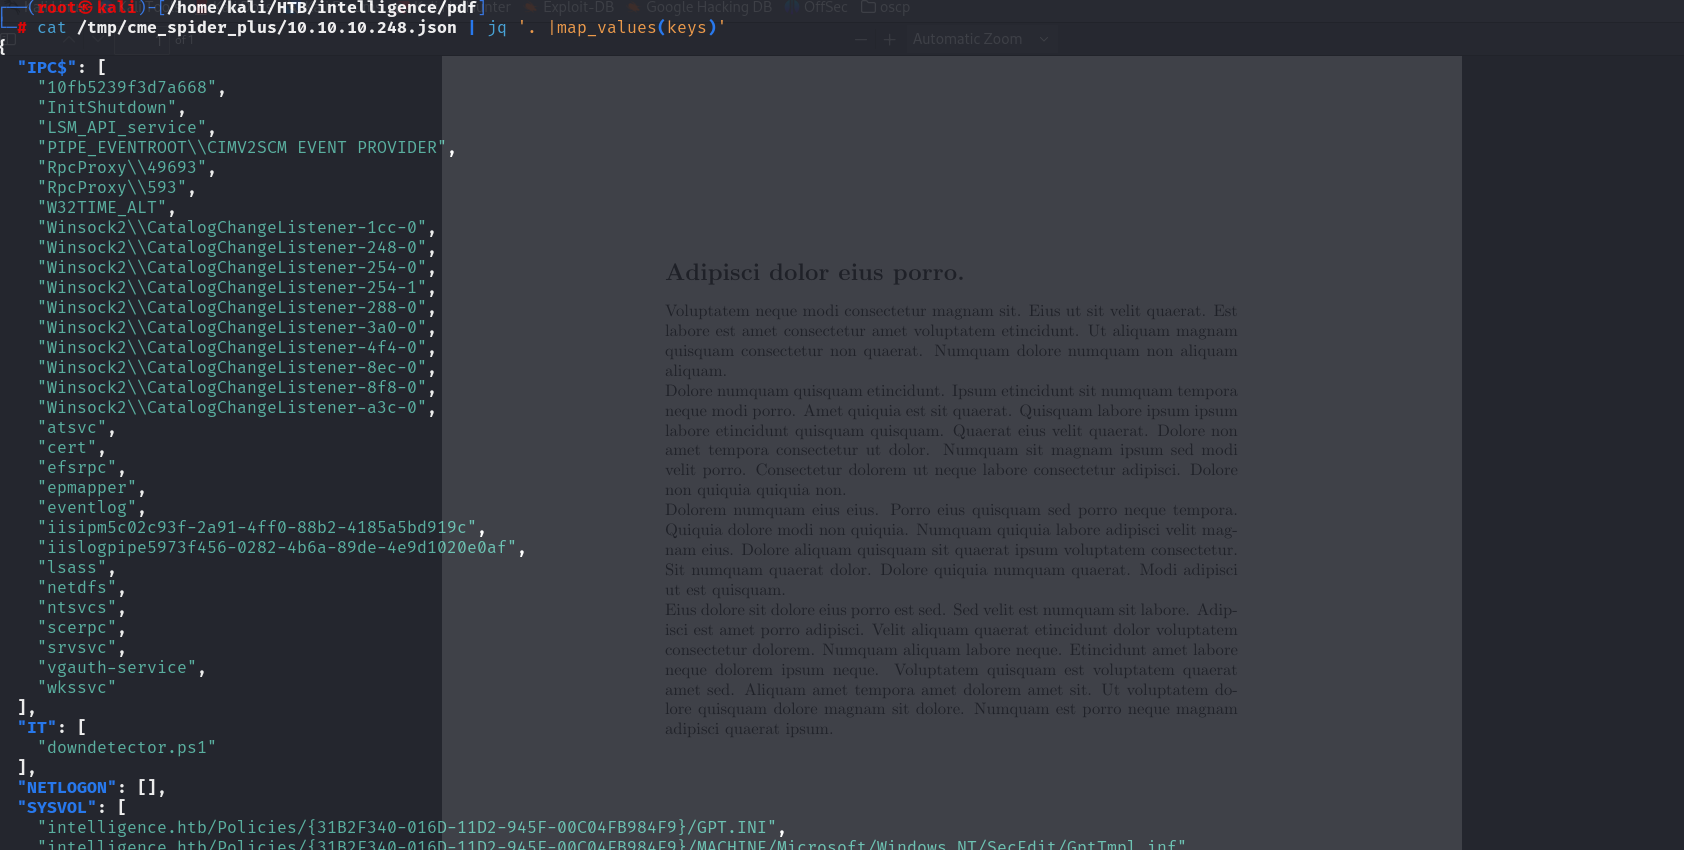 (root㉿kali)-[/home/kali/HTB/intelligence/pdf]
Exploit-DB Google Hacking DB OffSec oscp
# cat /tmp/cme_spider_plus/10.10.10.248.json | jq '. |map_values(keys)'
Automatic Zoom
{
"IPC$": [
"10fb5239f3d7a668",
"InitShutdown",
"LSM_API_service",
"PIPE_EVENTROOT\\CIMV2SCM EVENT PROVIDER",
"RpcProxy\\49693",
"RpcProxy\\593",
"W32TIME_ALT",
"Winsock2\\CatalogChangeListener-1cc-0",
"Winsock2\\CatalogChangeListener-248-0",
"Winsock2\\CatalogChangeListener-254-0",
"Winsock2\\CatalogChangeListener-254-1",
"Winsock2\\CatalogChangeListener-288-0",
"Winsock2\\CatalogChangeListener-3a0-0",
"Winsock2\\CatalogChangeListener-4f4-0",
"Winsock2\\CatalogChangeListener-8ec-0",
"Winsock2\\CatalogChangeListener-8f8-0",
"Winsock2\\CatalogChangeListener-a3c-0",
"atsvc",
"cert",
"efsrpc",
"epmapper",
"eventlog",
"iisipm5c02c93f-2a91-4ff0-88b2-4185a5bd919c",
"iislogpipe5973f456-0282-4b6a-89de-4e9d1020e0af",
"lsass",
"netdfs",
"ntsvcs",
"scerpc",
"srvsvc",
"vgauth-service",
"wkssvc"
],
"IT": [
"downdetector.ps1"
],
"NETLOGON": [],
"SYSVOL": [
"intelligence.htb/Policies/{31B2F340-016D-11D2-945F-00C04FB984F9}/GPT.INI",
"intelligence.htb/Policies/{31B2F340-016D-11D2-945F-00C04FB984F9}/MACHINE/Microsoft/Windows NT/SecEdit/GptTmpl.inf"
Adipisci dolor eius porro.
Voluptatem neque modi consectetur magnam sit. Eius ut sit velit quaerat. Est
labore est amet consectetur amet voluptatem etincidunt. Ut aliquam magnam
quisquam consectetur non quaerat. Numquam dolore numquam non aliquam
aliquam.
Dolore numquam quisquam etincidunt. Ipsum etincidunt sit numquam tempora
neque modi porro. Amet quiquia est sit quaerat. Quisquam labore ipsum ipsum
labore etincidunt quisquam quisquam. Quaerat eius velit quaerat. Dolore non
amet tempora consectetur ut dolor. Numquam sit magnam ipsum sed modi
velit porro. Consectetur dolorem ut neque labore consectetur adipisci. Dolore
non quiquia quiquia non.
Dolorem numquam eius eius. Porro eius quisquam sed porro neque tempora.
Quiquia dolore modi non quiquia. Numquam quiquia labore adipisci velit mag-
nam eius. Dolore aliquam quisquam sit quaerat ipsum voluptatem consectetur.
Sit numquam quaerat dolor. Dolore quiquia numquam quaerat. Modi adipisci
ut est quisquam.
Eius dolore sit dolore eius porro est sed. Sed velit est numquam sit labore. Adip-
isci est amet porro adipisci. Velit aliquam quaerat etincidunt dolor voluptatem
consectetur dolorem. Numquam aliquam labore neque. Etincidunt amet labore
neque dolorem ipsum neque. Voluptatem quisquam est voluptatem quaerat
amet sed. Aliquam amet tempora amet dolorem amet sit. Ut voluptatem do-
lore quisquam dolore magnam sit dolore. Numquam est porro neque magnam
adipisci quaerat ipsum.